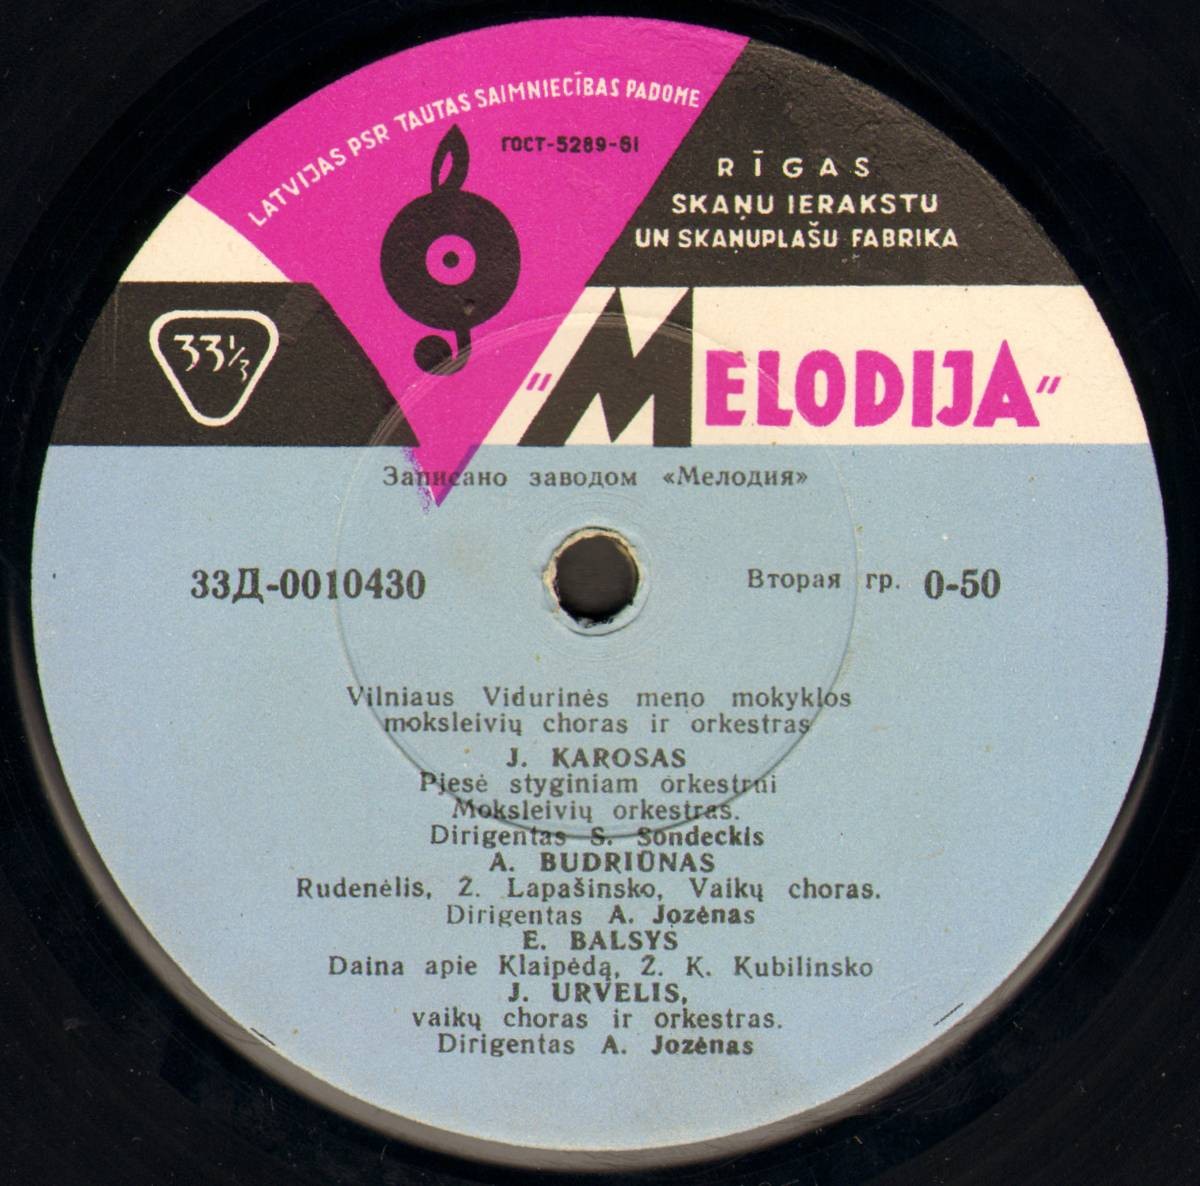 LATVIJAS PSR TAUTAS SAIMNIECĪBAS PADOME
ГОСТ-5289-61
RĪGAS
SKAŅU IERAKSTU
UN SKAŅUPLAŠU FABRIKA
33⅓
"MELODIJA"
Записано заводом «Мелодия»
33Д-0010430
Вторая гр. 0-50
Vilniaus Vidurinės meno mokyklos
moksleivių choras ir orkestras
J. KAROSAS
Pjesė styginiam orkestrui
Moksleivių orkestras.
Dirigentas S. Sondeckis
A. BUDRIŪNAS
Rudenėlis, Ž. Lapašinsko, Vaikų choras.
Dirigentas A. Jozėnas
E. BALSYS
Daina apie Klaipėdą, Ž. K. Kubilinsko
J. URVELIS,
vaikų choras ir orkestras.
Dirigentas A. Jozėnas